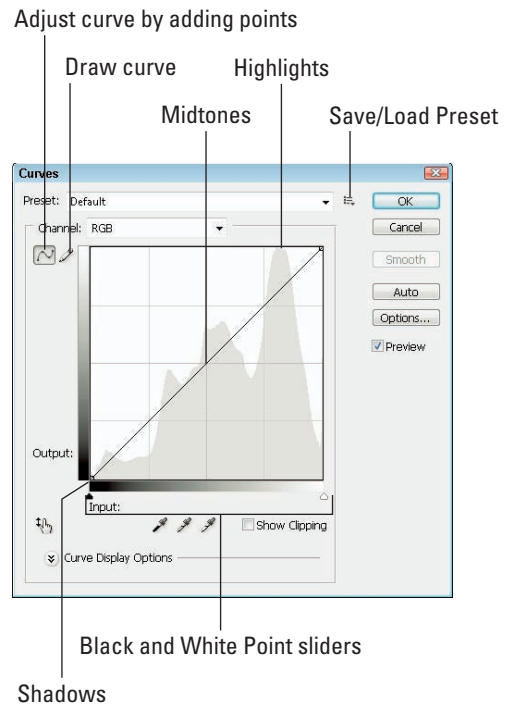 Adjust curve by adding points
Draw curve
Highlights
Midtones
Save/Load Preset
Curves
Preset: Default
OK
Channel: RGB
Cancel
Smooth
Auto
Options...
Preview
Output:
Input:
Show Clipping
Curve Display Options
Black and White Point sliders
Shadows